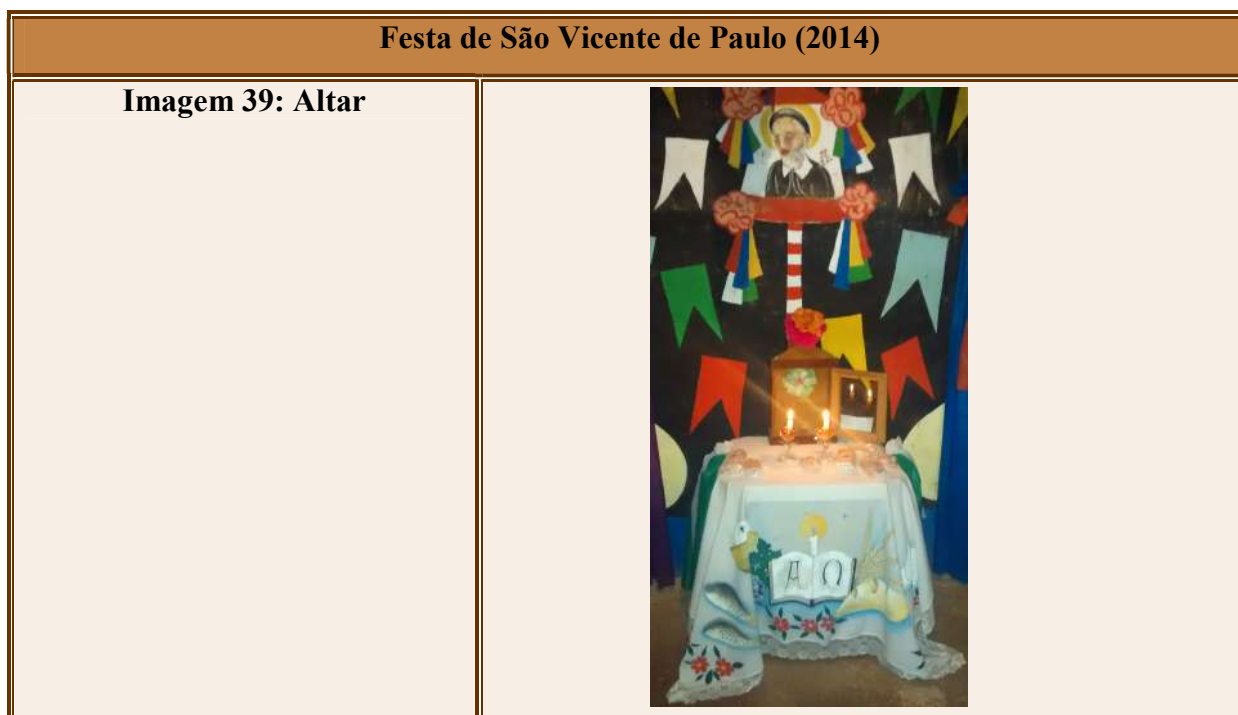 Festa de São Vicente de Paulo (2014)
Imagem 39: Altar
Α Ω